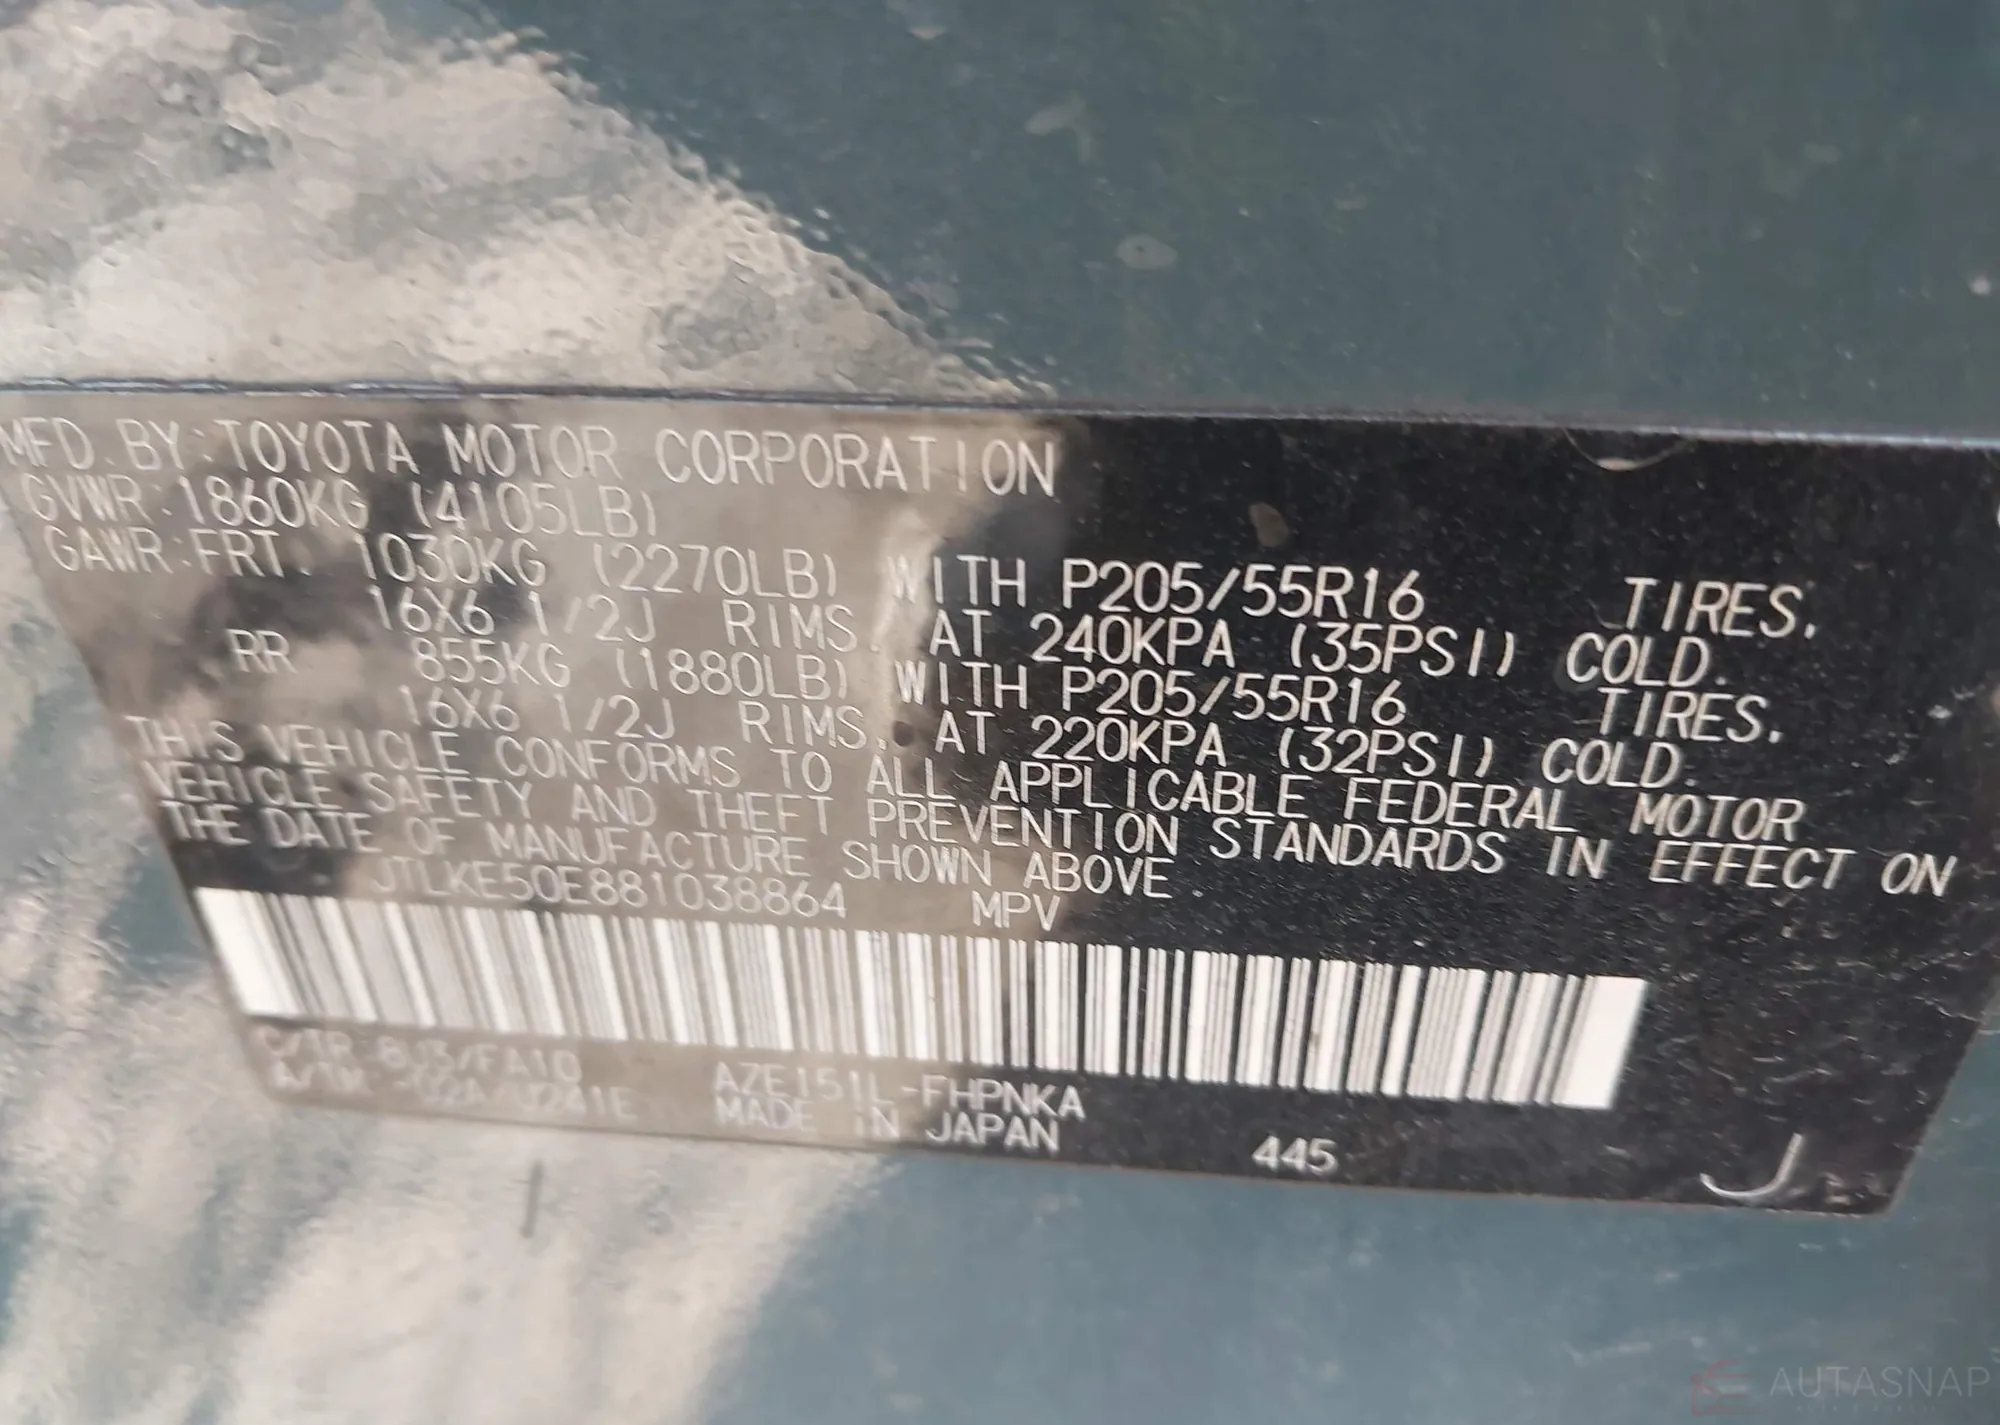 MFD. BY:TOYOTA MOTOR CORPORATION
GVWR:1860KG (4105LB)
GAWR:FRT. 1030KG (2270LB) WITH P205/55R16 TIRES,
16X6 1/2J RIMS, AT 240KPA (35PSI) COLD.
RR 855KG (1880LB) WITH P205/55R16 TIRES,
16X6 1/2J RIMS, AT 220KPA (32PSI) COLD.
THIS VEHICLE CONFORMS TO ALL APPLICABLE FEDERAL MOTOR
VEHICLE SAFETY AND THEFT PREVENTION STANDARDS IN EFFECT ON
THE DATE OF MANUFACTURE SHOWN ABOVE.
JTLKE50E881038864 MPV
C/TR: AZE151L-FHPNKA
A/TM: MADE IN JAPAN
445
J
AUTASNAP